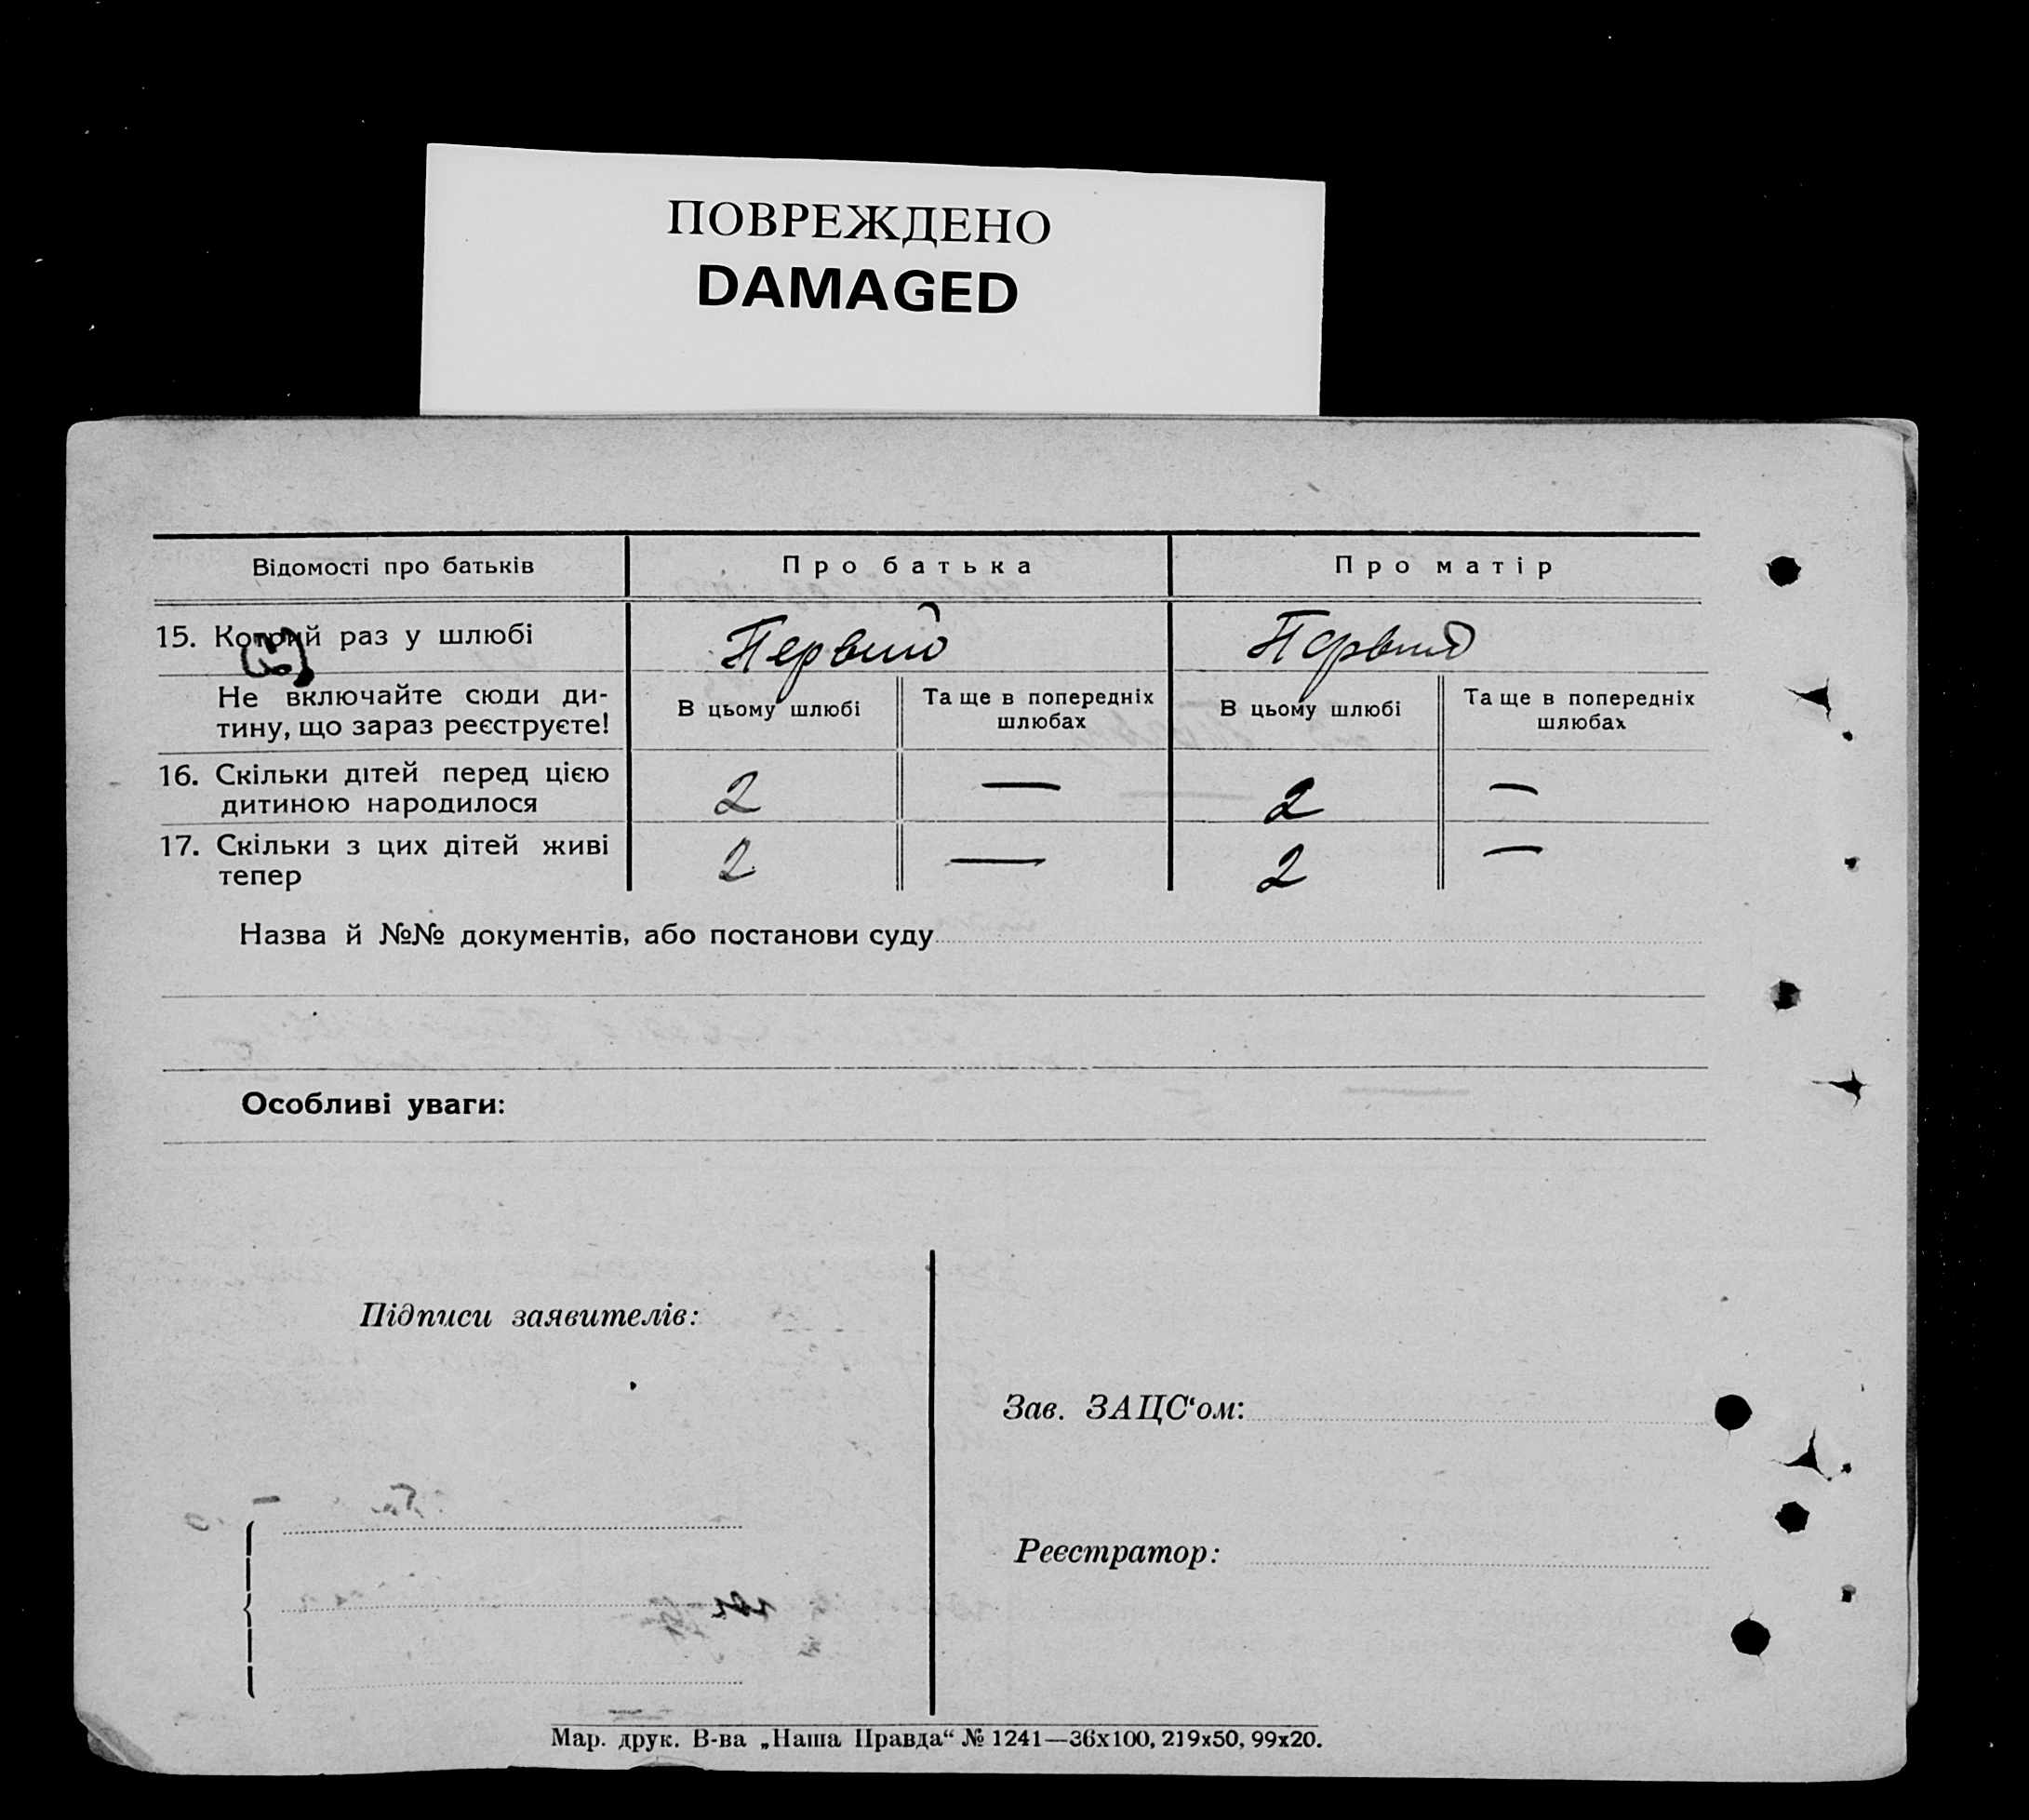 ПОВРЕЖДЕНО
DAMAGED
Відомості про батьків
Про батька
Про матір
15. Котрий раз у шлюбі
Первий
Первий
Не включайте сюди ди-
тину, що зараз реєструєте!
В цьому шлюбі
Та ще в попередніх
шлюбах
В цьому шлюбі
Та ще в попередніх
шлюбах
16. Скільки дітей перед цією
дитиною народилося
2
—
2
—
17. Скільки з цих дітей живі
тепер
2
—
2
—
Назва й №№ документів, або постанови суду
Особливі уваги:
Підписи заявителів:
Зав. ЗАЦС‘ом:
Реєстратор:
Мар. друк. В-ва „Наша Правда“ № 1241—36х100, 219х50, 99х20.